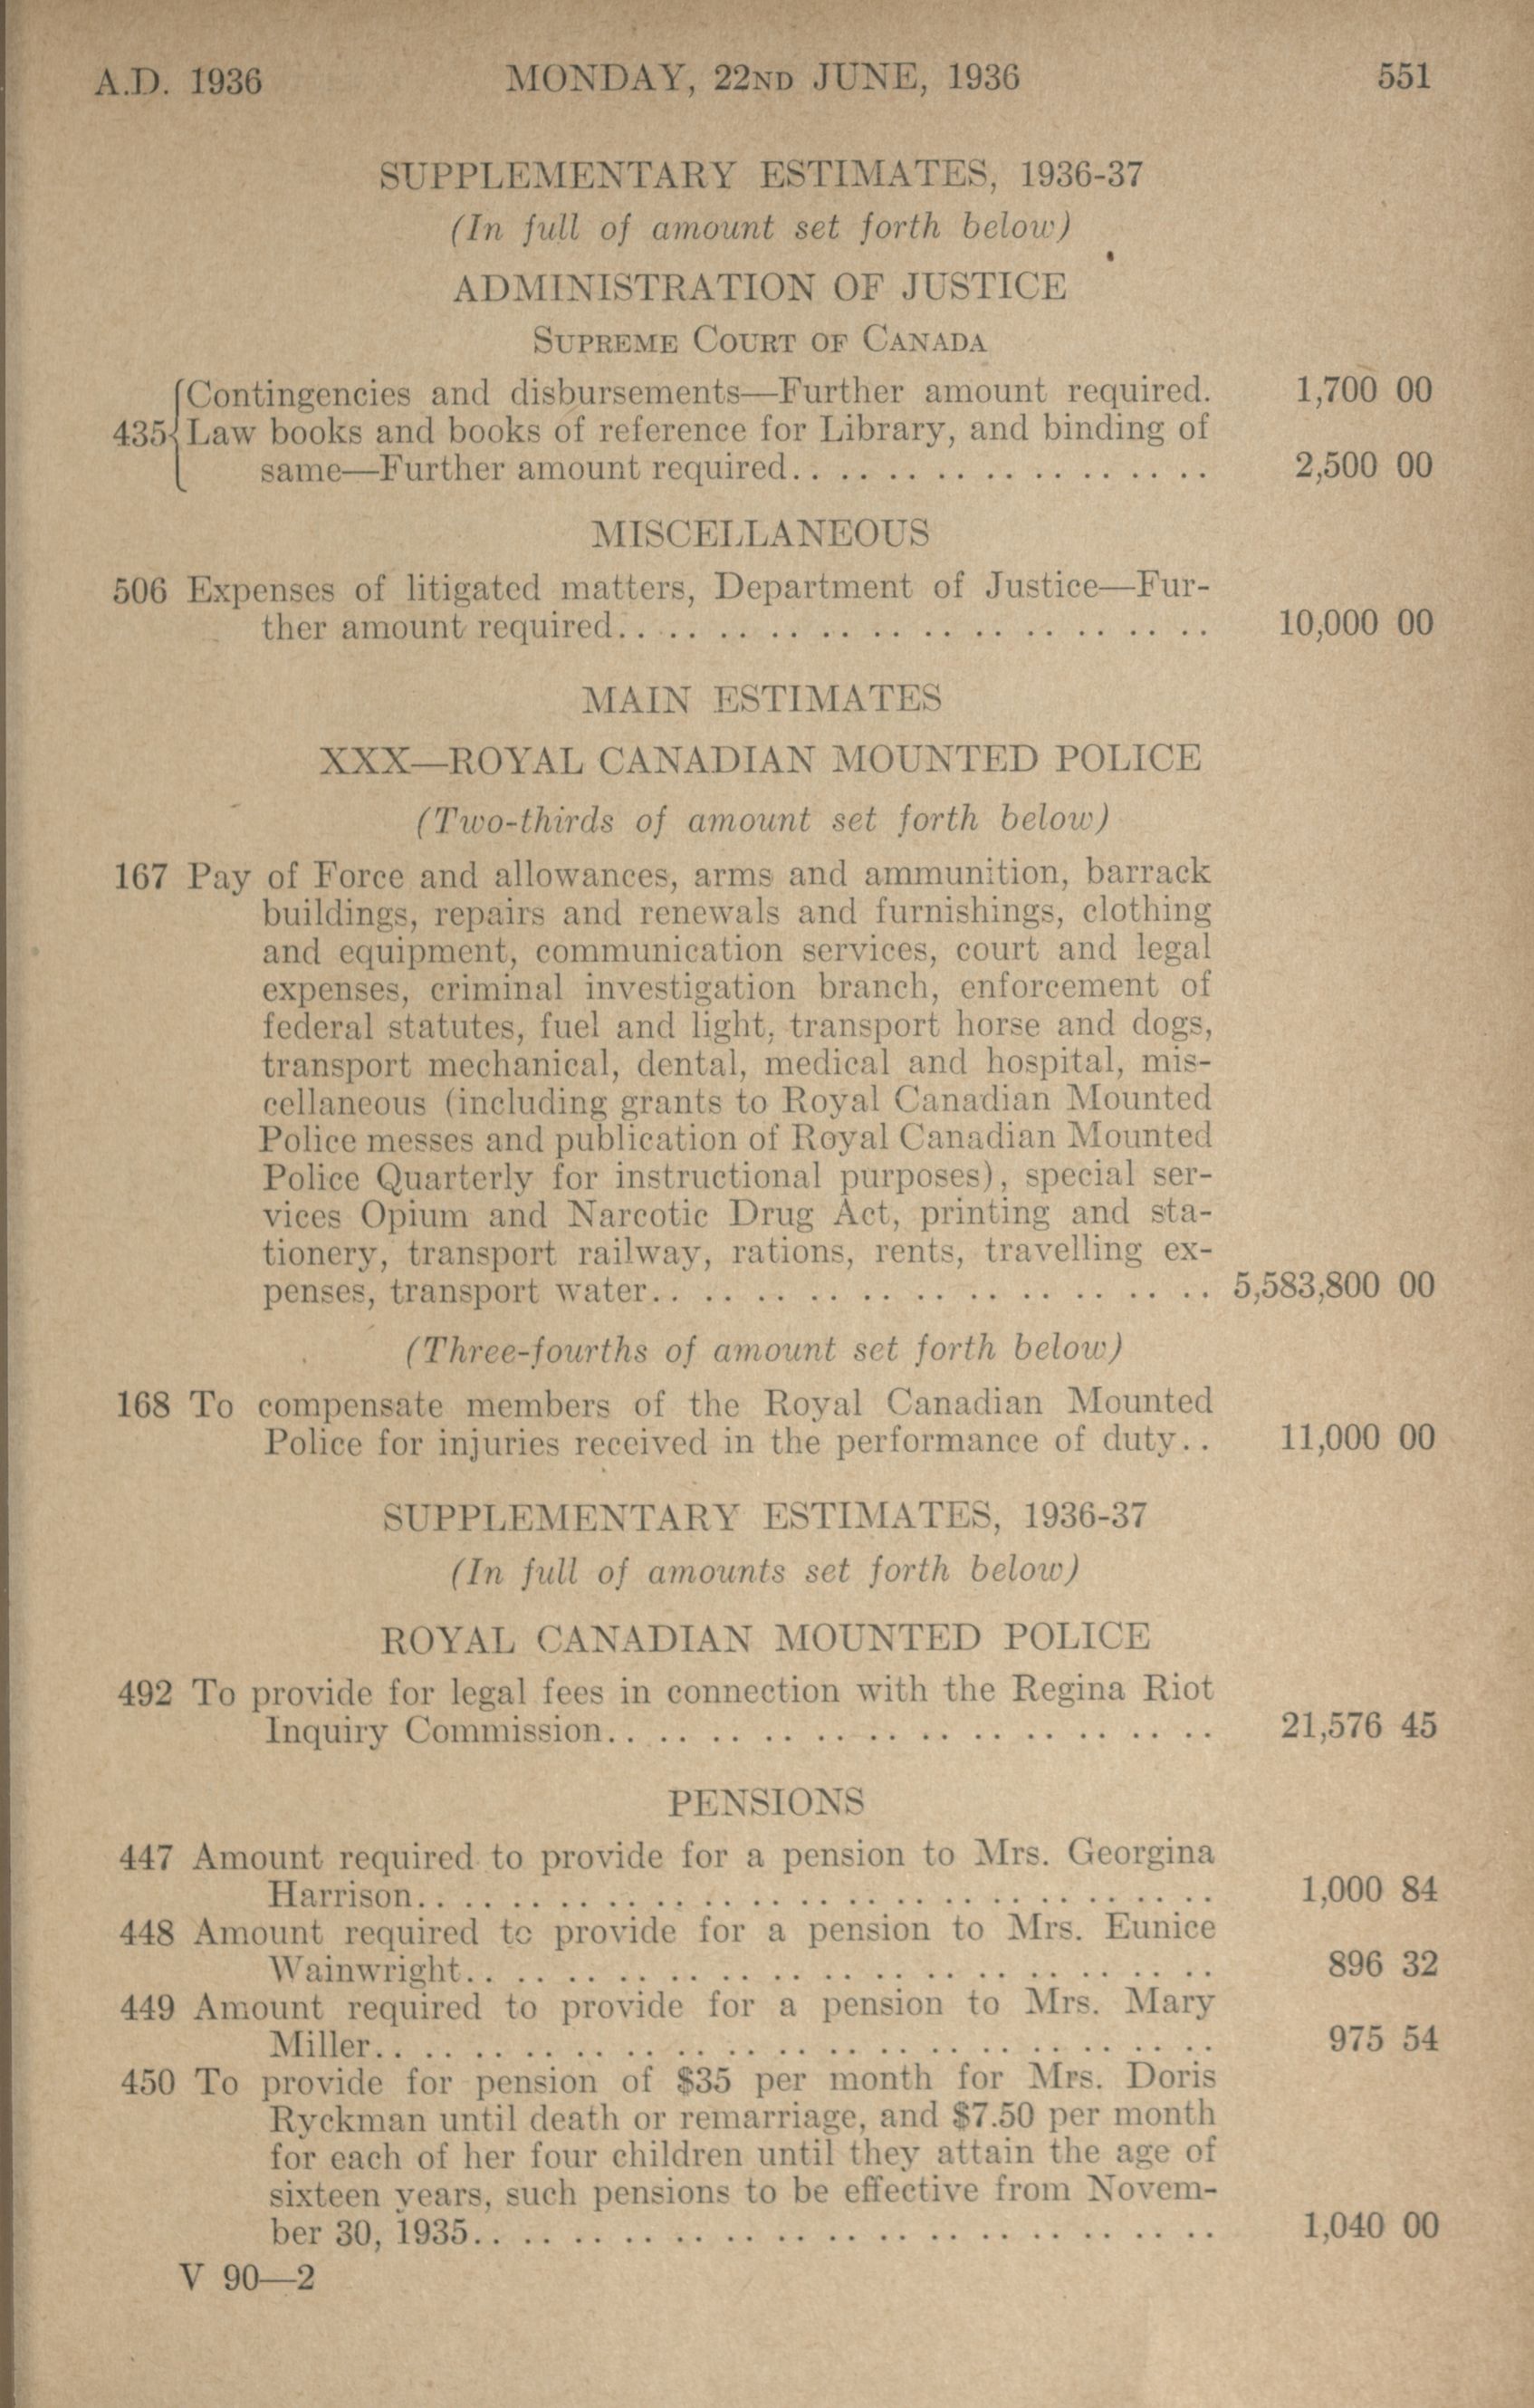 A.D. 1936 MONDAY, 22ND JUNE, 1936 551
SUPPLEMENTARY ESTIMATES, 1936-37
(In full of amount set forth below)
ADMINISTRATION OF JUSTICE
SUPREME COURT OF CANADA
Contingencies and disbursements—Further amount required. 1,700 00
435 Law books and books of reference for Library, and binding of
same—Further amount required.. .. .. .. .. .. .. .. .. 2,500 00
MISCELLANEOUS
506 Expenses of litigated matters, Department of Justice—Fur-
ther amount required.. .. .. .. .. .. .. .. .. .. .. .. 10,000 00
MAIN ESTIMATES
XXX—ROYAL CANADIAN MOUNTED POLICE
(Two-thirds of amount set forth below)
167 Pay of Force and allowances, arms and ammunition, barrack
buildings, repairs and renewals and furnishings, clothing
and equipment, communication services, court and legal
expenses, criminal investigation branch, enforcement of
federal statutes, fuel and light, transport horse and dogs,
transport mechanical, dental, medical and hospital, mis-
cellaneous (including grants to Royal Canadian Mounted
Police messes and publication of Royal Canadian Mounted
Police Quarterly for instructional purposes), special ser-
vices Opium and Narcotic Drug Act, printing and sta-
tionery, transport railway, rations, rents, travelling ex-
penses, transport water.. .. .. .. .. .. .. .. .. .. .. 5,583,800 00
(Three-fourths of amount set forth below)
168 To compensate members of the Royal Canadian Mounted
Police for injuries received in the performance of duty.. 11,000 00
SUPPLEMENTARY ESTIMATES, 1936-37
(In full of amounts set forth below)
ROYAL CANADIAN MOUNTED POLICE
492 To provide for legal fees in connection with the Regina Riot
Inquiry Commission.. .. .. .. .. .. .. .. .. .. .. .. 21,576 45
PENSIONS
447 Amount required to provide for a pension to Mrs. Georgina
Harrison.. .. .. .. .. .. .. .. .. .. .. .. .. .. .. .. 1,000 84
448 Amount required to provide for a pension to Mrs. Eunice
Wainwright.. .. .. .. .. .. .. .. .. .. .. .. .. .. .. 896 32
449 Amount required to provide for a pension to Mrs. Mary
Miller.. .. .. .. .. .. .. .. .. .. .. .. .. .. .. .. .. 975 54
450 To provide for pension of $35 per month for Mrs. Doris
Ryckman until death or remarriage, and $7.50 per month
for each of her four children until they attain the age of
sixteen years, such pensions to be effective from Novem-
ber 30, 1935.. .. .. .. .. .. .. .. .. .. .. .. .. .. .. 1,040 00
V 90—2